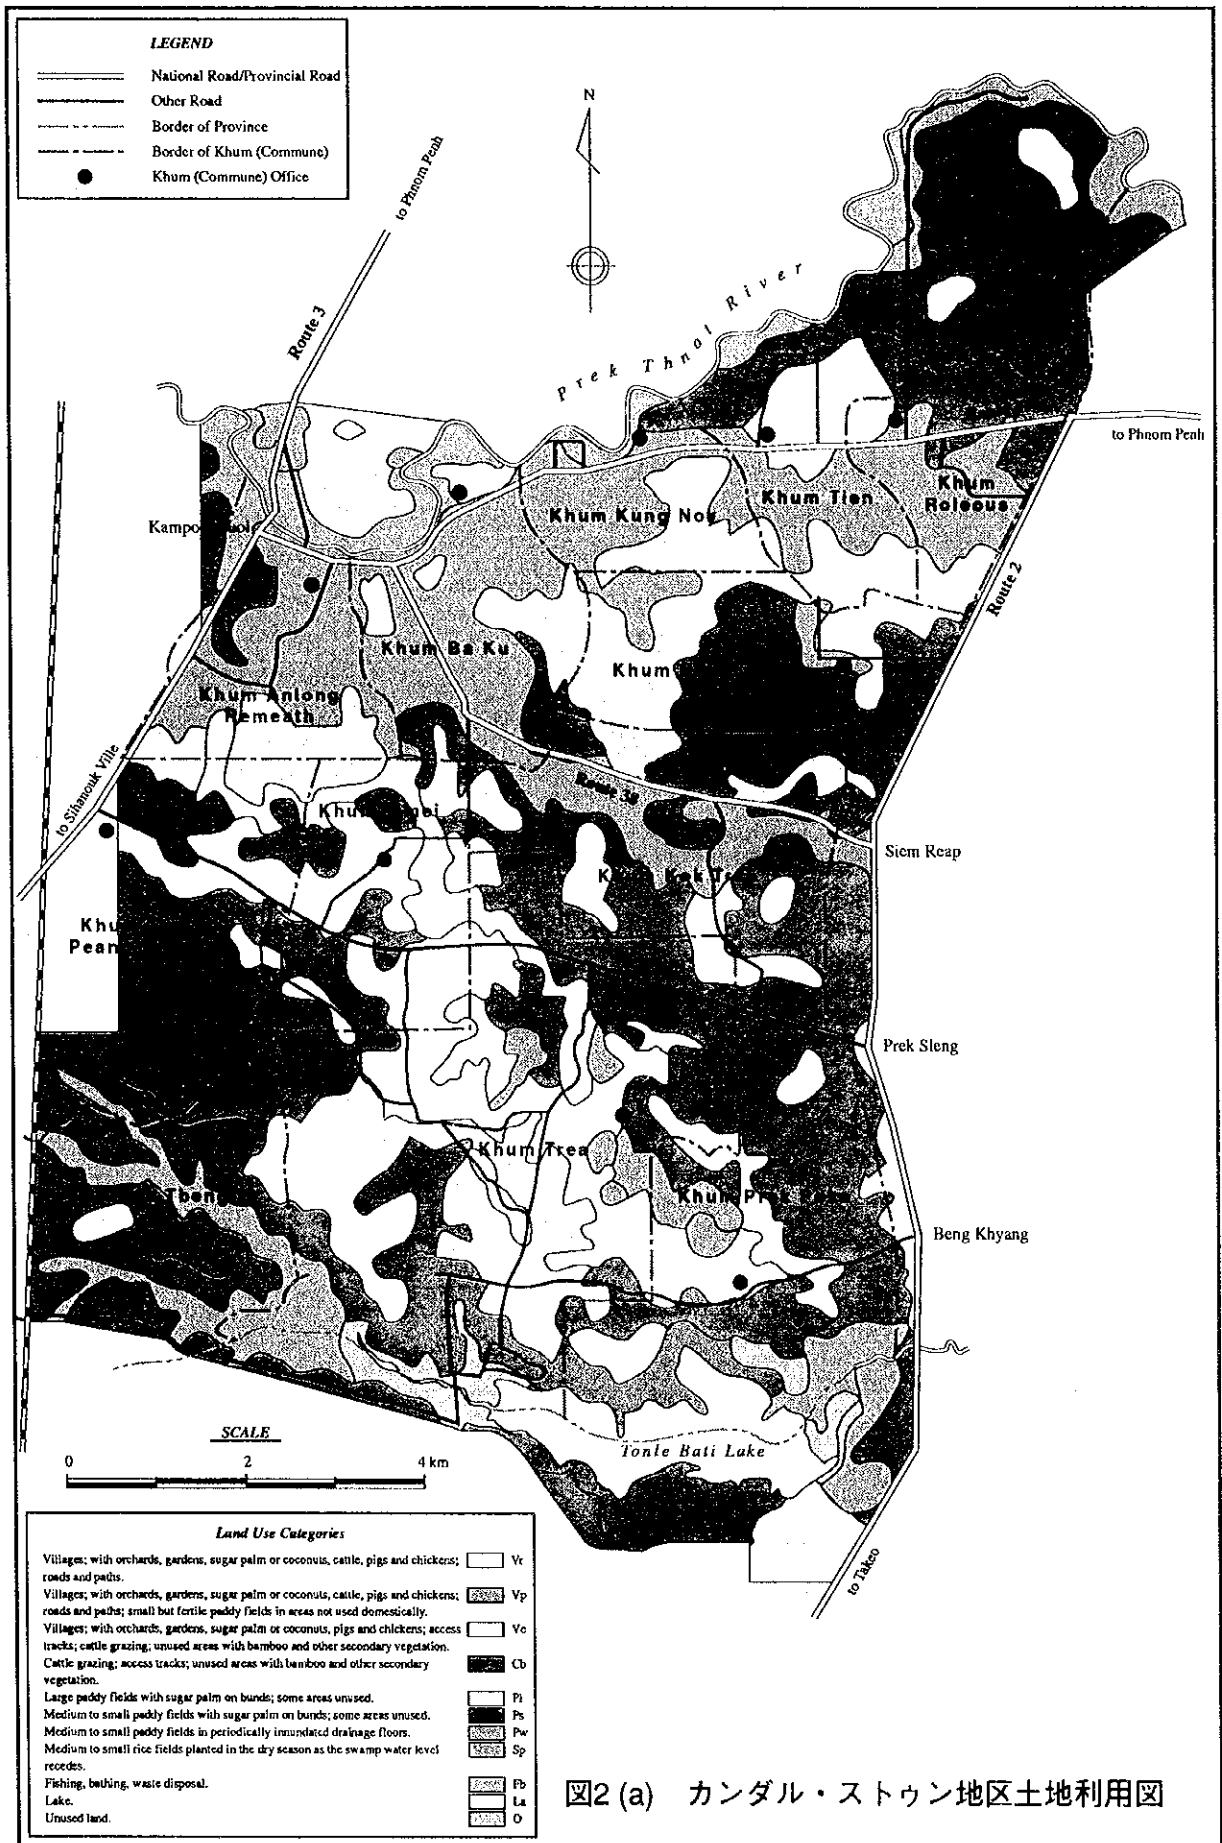 LEGEND
National Road/Provincial Road
Other Road
Border of Province
Border of Khum (Commune)
Khum (Commune) Office
N
to Phnom Penh
Route 3
Prek Thnot River
to Phnom Penh
Khum Kung Nov
Khum Tien
Khum
Roleous
Route 2
Khum Ba Ku
Khum
Khum Anlong
Remeath
to Sihanouk Ville
Route 38
Siem Reap
Prek Sleng
Khum Trea
Beng Khyang
Tonle Bati Lake
to Takeo
SCALE
0 2 4 km
Land Use Categories
Villages; with orchards, gardens, sugar palm or coconuts, cattle, pigs and chickens; Vr
roads and paths.
Villages; with orchards, gardens, sugar palm or coconuts, cattle, pigs and chickens; Vp
roads and paths; small but fertile paddy fields in areas not used domestically.
Villages; with orchards, gardens, sugar palm or coconuts, pigs and chickens; access Vc
tracks; cattle grazing; unused areas with bamboo and other secondary vegetation.
Cattle grazing; access tracks; unused areas with bamboo and other secondary Cb
vegetation.
Large paddy fields with sugar palm on bunds; some areas unused. Pl
Medium to small paddy fields with sugar palm on bunds; some areas unused. Ps
Medium to small paddy fields in periodically innundated drainage floors. Pw
Medium to small rice fields planted in the dry season as the swamp water level Sp
recedes.
Fishing, bathing, waste disposal. Fb
Lake. La
Unused land. O
図2 (a) カンダル・ストゥン地区土地利用図